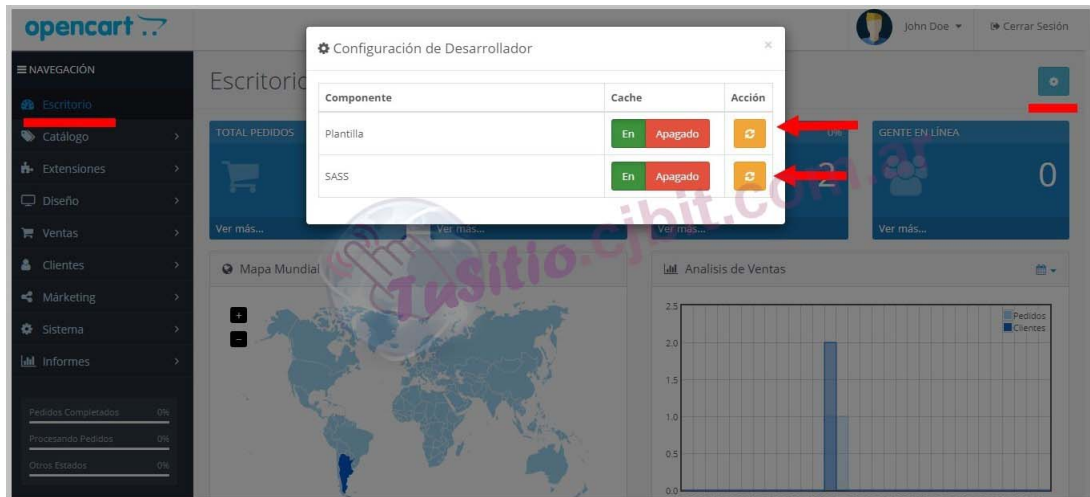 opencart
John Doe
Cerrar Sesión
NAVEGACIÓN
Escritorio
Catálogo
Extensiones
Diseño
Ventas
Clientes
Márketing
Sistema
Informes
Pedidos Completados 0%
Procesando Pedidos 0%
Otros Estados 0%
Escritorio
Configuración de Desarrollador ×
Componente Cache Acción
Plantilla En Apagado
SASS En Apagado
TOTAL PEDIDOS
0%
2
GENTE EN LÍNEA
0
Ver más...
Ver más...
Ver más...
Ver más...
Mapa Mundial
+
−
Analisis de Ventas
Pedidos
Clientes
2.5
2.0
1.5
1.0
0.5
0.0
TuSitio.cjbit.com.ar